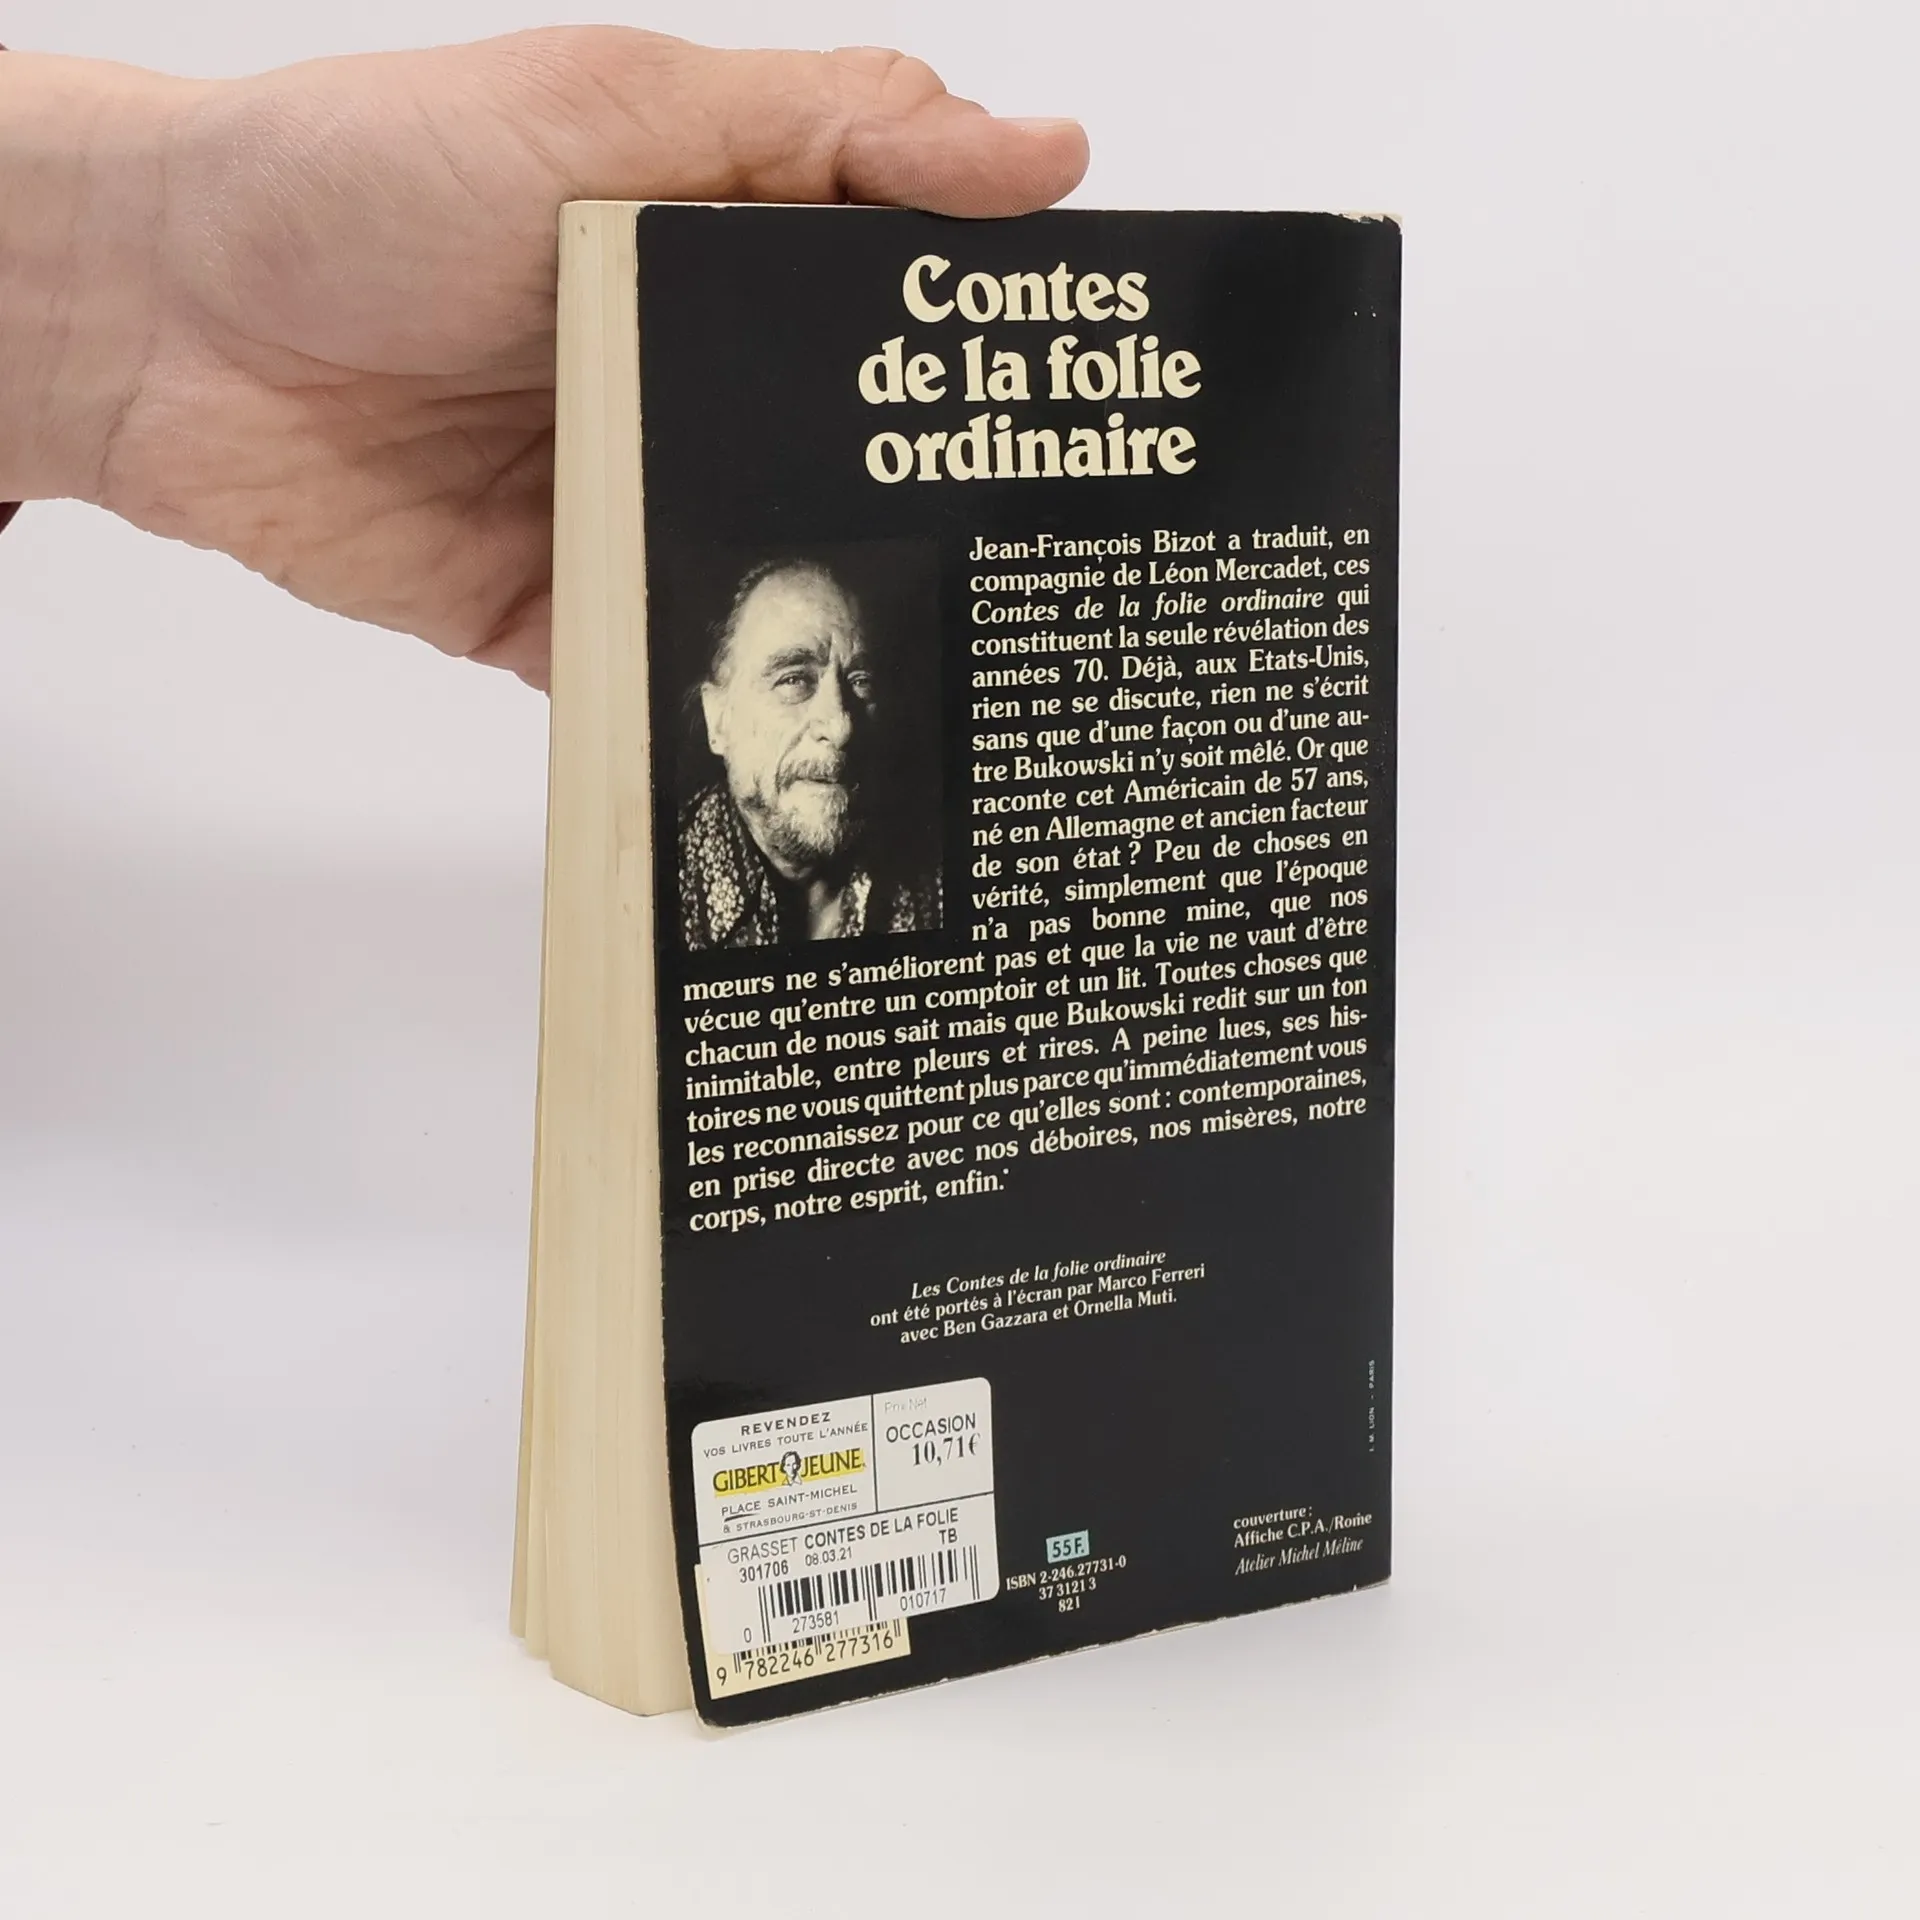 Contes
de la folie
ordinaire
Jean-François Bizot a traduit, en
compagnie de Léon Mercadet, ces
Contes de la folie ordinaire qui
constituent la seule révélation des
années 70. Déjà, aux Etats-Unis,
rien ne se discute, rien ne s'écrit
sans que d'une façon ou d'une au-
tre Bukowski n'y soit mêlé. Or que
raconte cet Américain de 57 ans,
né en Allemagne et ancien facteur
de son état ? Peu de choses en
vérité, simplement que l'époque
n'a pas bonne mine, que nos
mœurs ne s'améliorent pas et que la vie ne vaut d'être
vécue qu'entre un comptoir et un lit. Toutes choses que
chacun de nous sait mais que Bukowski redit sur un ton
inimitable, entre pleurs et rires. A peine lues, ses his-
toires ne vous quittent plus parce qu'immédiatement vous
les reconnaissez pour ce qu'elles sont : contemporaines,
en prise directe avec nos déboires, nos misères, notre
corps, notre esprit, enfin.
Les Contes de la folie ordinaire
ont été portés à l'écran par Marco Ferreri
avec Ben Gazzara et Ornella Muti.
I. M. LION - PARIS
REVENDEZ
VOS LIVRES TOUTE L'ANNÉE
GIBERT JEUNE
PLACE SAINT-MICHEL
& STRASBOURG-ST-DENIS
Prix Net
OCCASION
10,71€
GRASSET CONTES DE LA FOLIE
301706 08.03.21 TB
0 273581 010717
9 782246 277316
55 F.
ISBN 2-246.27731-0
37 3121 3
82 I
couverture :
Affiche C.P.A./Rome
Atelier Michel Méline